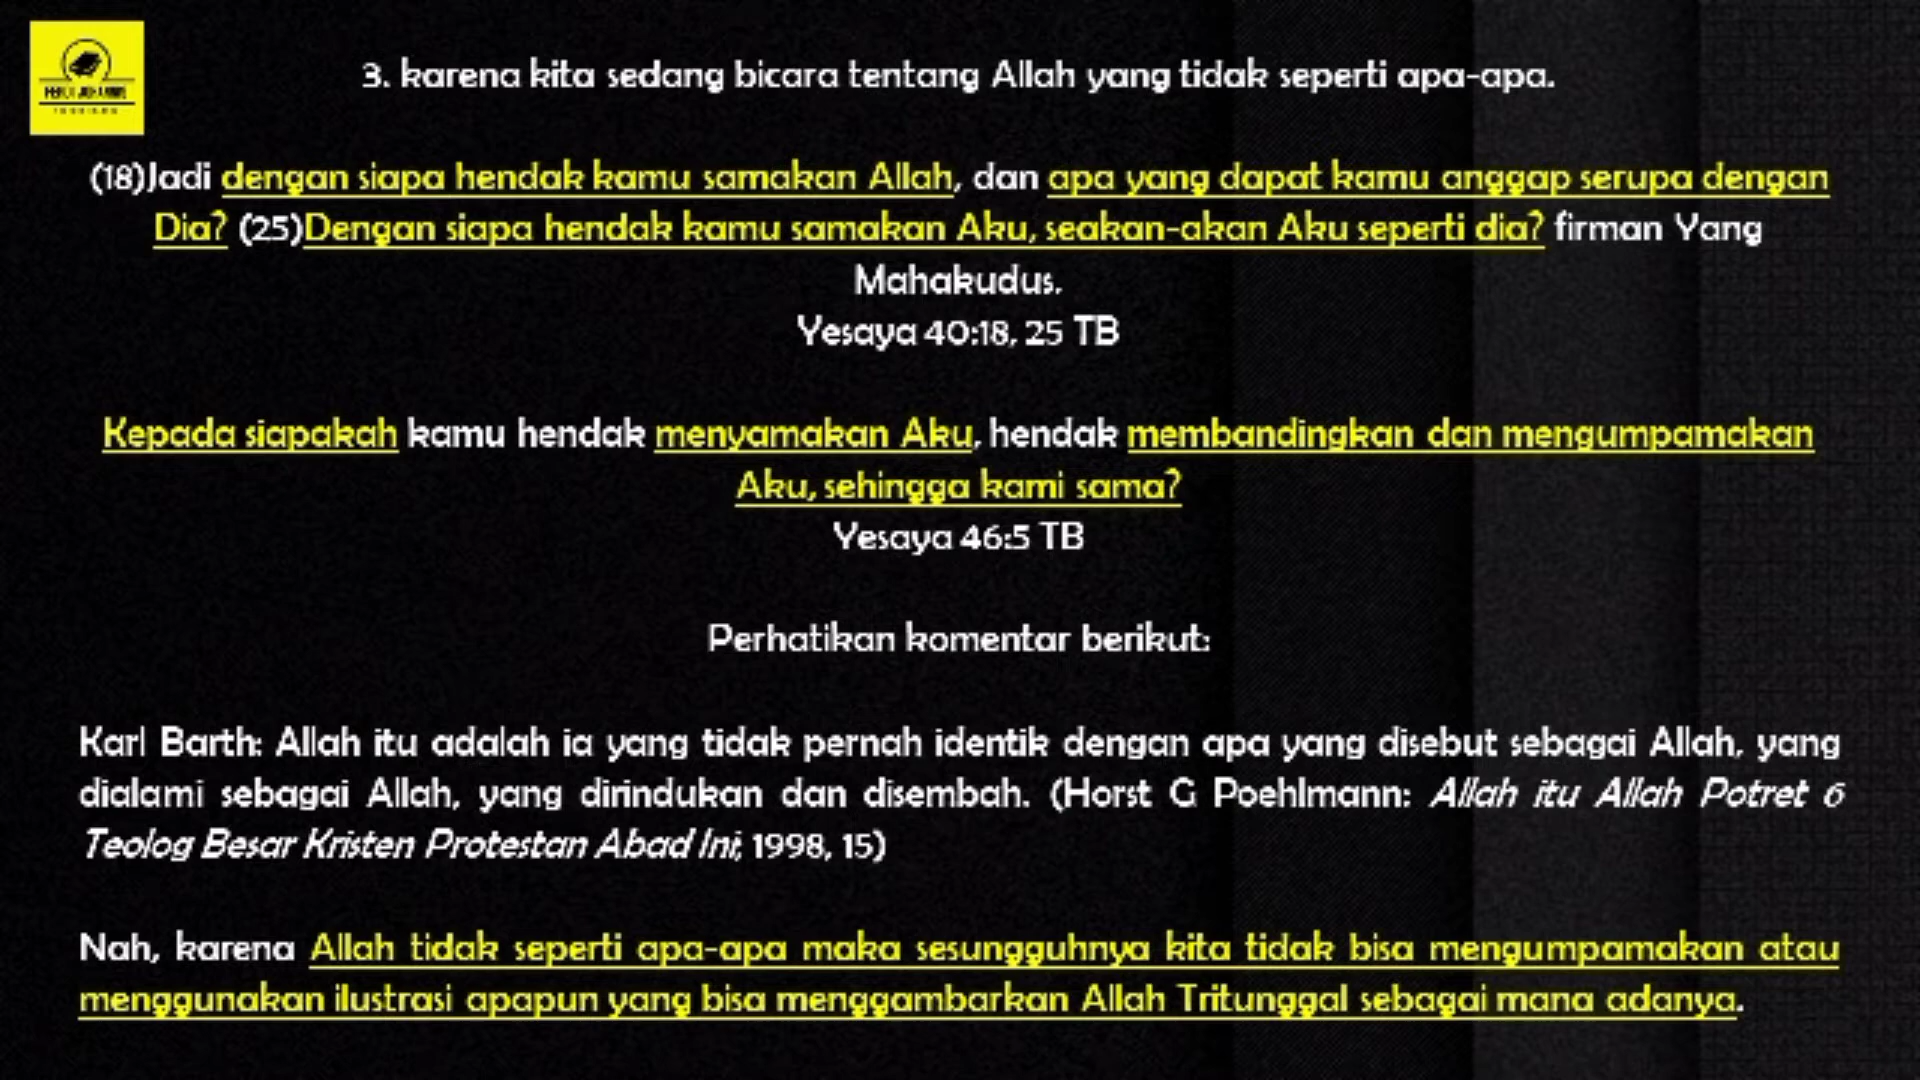 3. karena kita sedang bicara tentang Allah yang tidak seperti apa-apa.
(18)Jadi dengan siapa hendak kamu samakan Allah, dan apa yang dapat kamu anggap serupa dengan
Dia? (25)Dengan siapa hendak kamu samakan Aku, seakan-akan Aku seperti dia? firman Yang
Mahakudus.
Yesaya 40:18, 25 TB
Kepada siapakah kamu hendak menyamakan Aku, hendak membandingkan dan mengumpamakan
Aku, sehingga kami sama?
Yesaya 46:5 TB
Perhatikan komentar berikut:
Karl Barth: Allah itu adalah ia yang tidak pernah identik dengan apa yang disebut sebagai Allah, yang
dialami sebagai Allah, yang dirindukan dan disembah. (Horst G Poehlmann: Allah itu Allah Potret 6
Teolog Besar Kristen Protestan Abad Ini; 1998, 15)
Nah, karena Allah tidak seperti apa-apa maka sesungguhnya kita tidak bisa mengumpamakan atau
menggunakan ilustrasi apapun yang bisa menggambarkan Allah Tritunggal sebagai mana adanya.